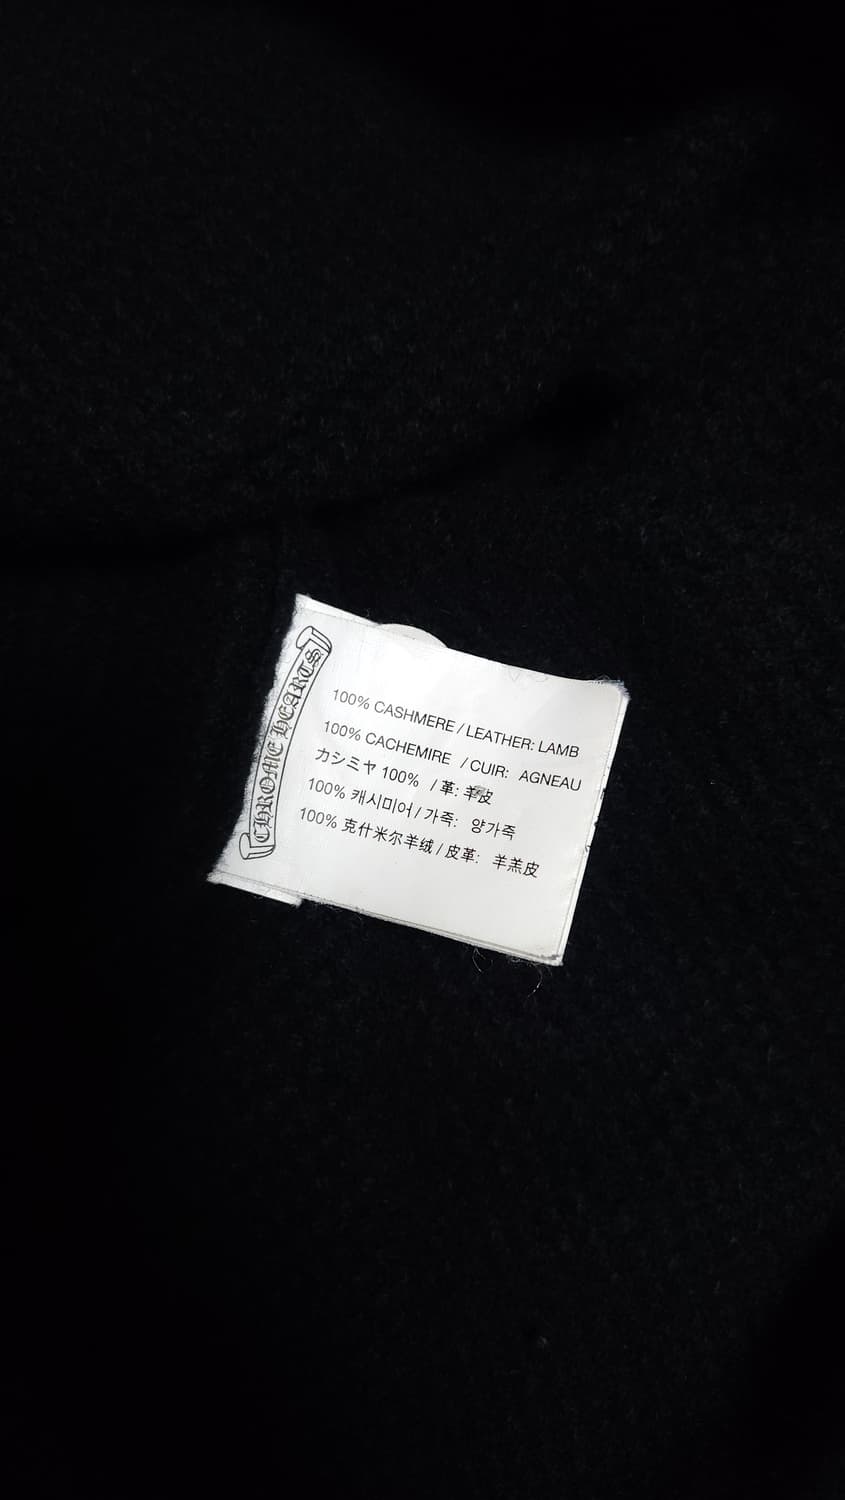 CHROME HEARTS
100% CASHMERE / LEATHER: LAMB
100% CACHEMIRE / CUIR: AGNEAU
カシミヤ 100% / 革: 羊皮
100% 캐시미어 / 가죽: 양가죽
100% 克什米尔羊绒 / 皮革: 羊羔皮